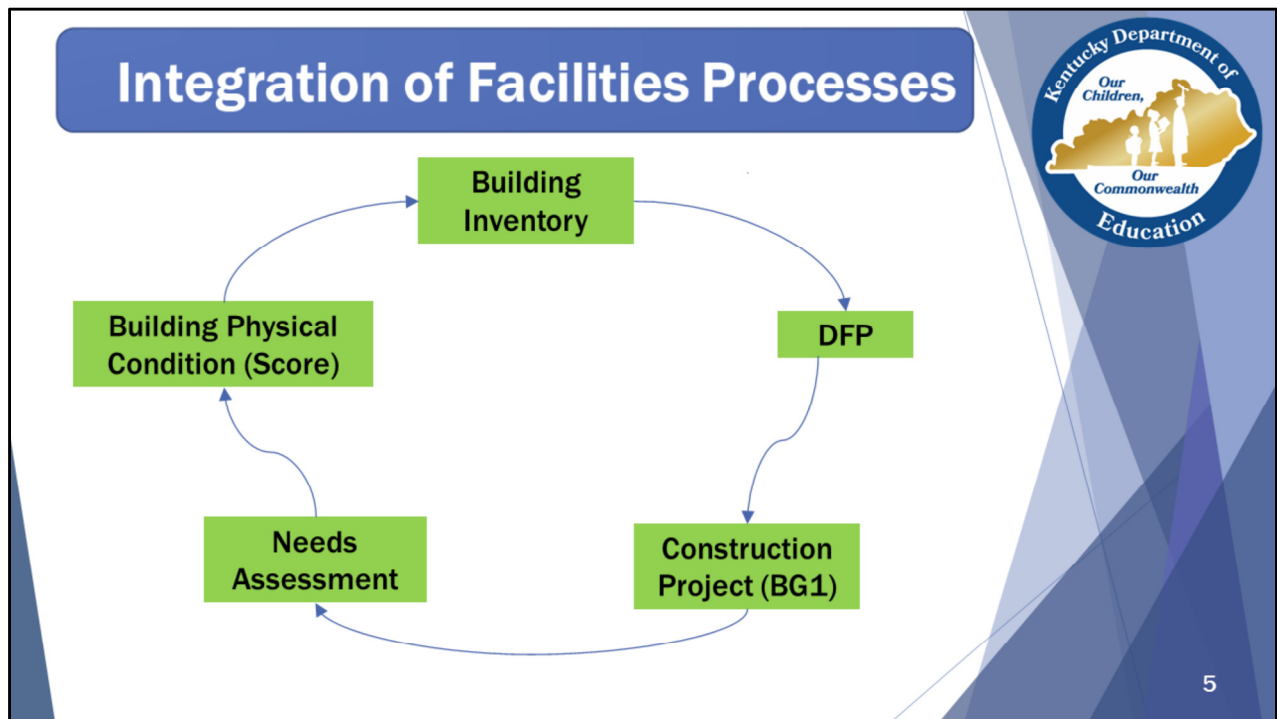 Integration of Facilities Processes
Kentucky Department of
Our
Children,
Our
Commonwealth
Education
Building
Inventory
Building Physical
Condition (Score)
DFP
Needs
Assessment
Construction
Project (BG1)
5